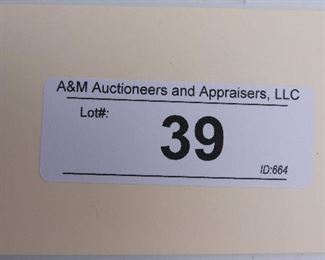 A&M Auctioneers and Appraisers, LLC
Lot#:
39
ID:664